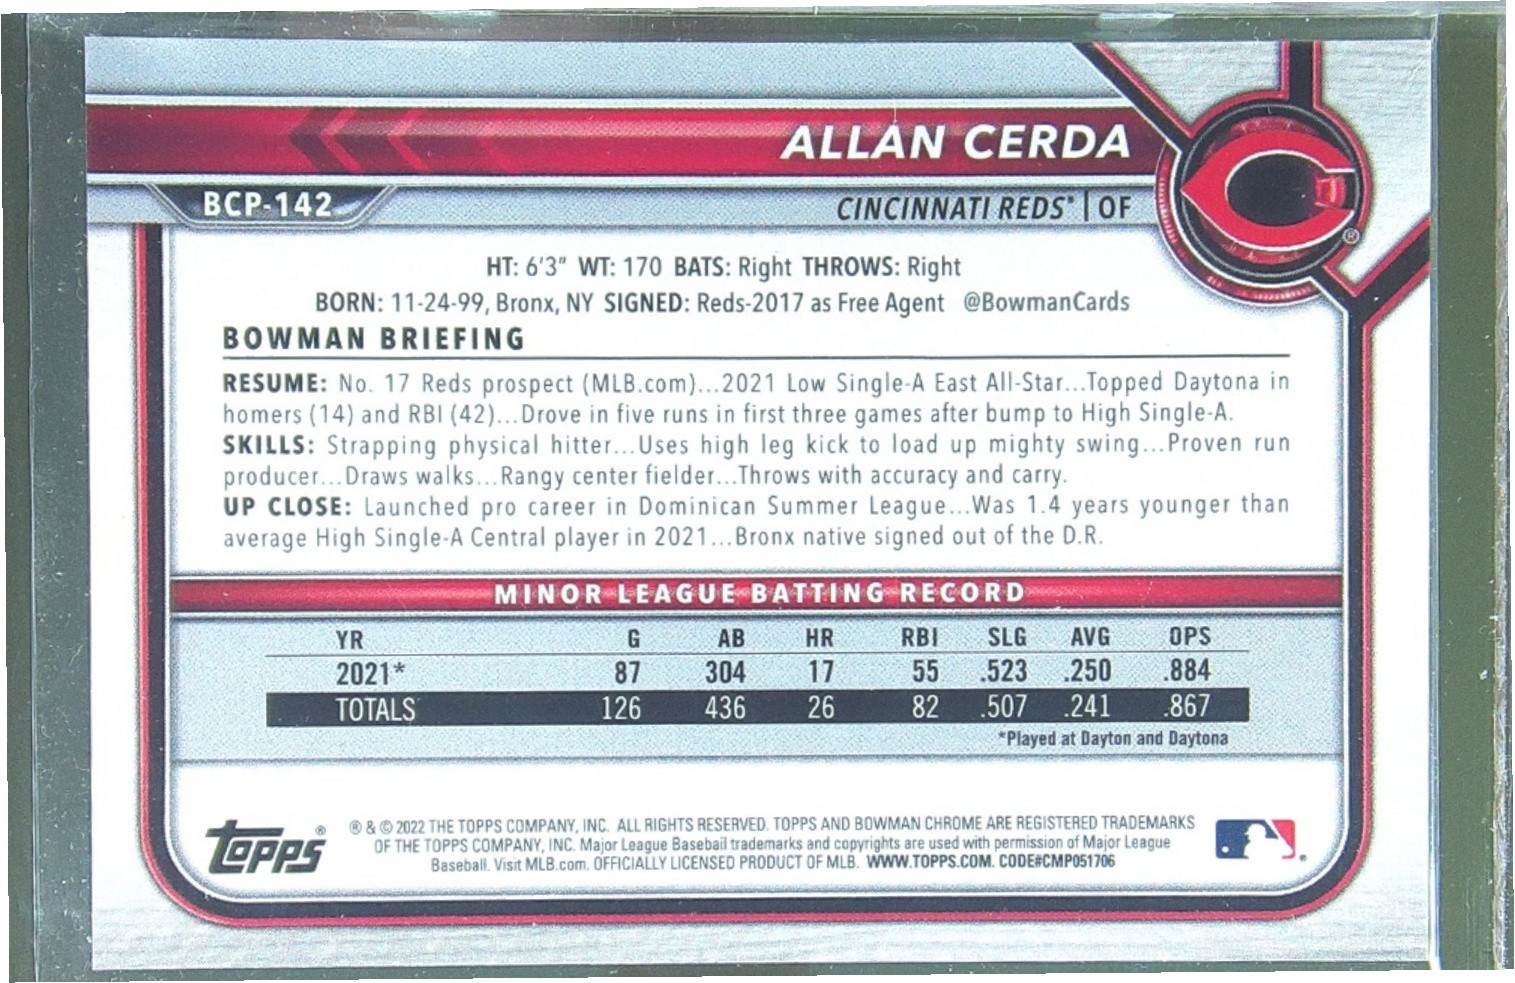 ALLAN CERDA
BCP-142
CINCINNATI REDS® | OF
HT: 6'3" WT: 170 BATS: Right THROWS: Right
BORN: 11-24-99, Bronx, NY SIGNED: Reds-2017 as Free Agent @BowmanCards
BOWMAN BRIEFING
RESUME: No. 17 Reds prospect (MLB.com)...2021 Low Single-A East All-Star...Topped Daytona in
homers (14) and RBI (42)...Drove in five runs in first three games after bump to High Single-A.
SKILLS: Strapping physical hitter...Uses high leg kick to load up mighty swing...Proven run
producer...Draws walks...Rangy center fielder...Throws with accuracy and carry.
UP CLOSE: Launched pro career in Dominican Summer League...Was 1.4 years younger than
average High Single-A Central player in 2021...Bronx native signed out of the D.R.
MINOR LEAGUE BATTING RECORD
YR G AB HR RBI SLG AVG OPS
2021* 87 304 17 55 .523 .250 .884
TOTALS 126 436 26 82 .507 .241 .867
*Played at Dayton and Daytona
Topps®
® & © 2022 THE TOPPS COMPANY, INC. ALL RIGHTS RESERVED. TOPPS AND BOWMAN CHROME ARE REGISTERED TRADEMARKS
OF THE TOPPS COMPANY, INC. Major League Baseball trademarks and copyrights are used with permission of Major League
Baseball. Visit MLB.com. OFFICIALLY LICENSED PRODUCT OF MLB. WWW.TOPPS.COM. CODE#CMP051706